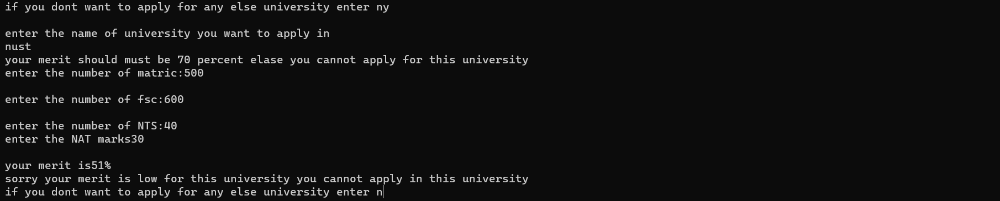 if you dont want to apply for any else university enter ny
enter the name of university you want to apply in
nust
your merit should must be 70 percent elase you cannot apply for this university
enter the number of matric:500
enter the number of fsc:600
enter the number of NTS:40
enter the NAT marks30
your merit is51%
sorry your merit is low for this university you cannot apply in this university
if you dont want to apply for any else university enter n